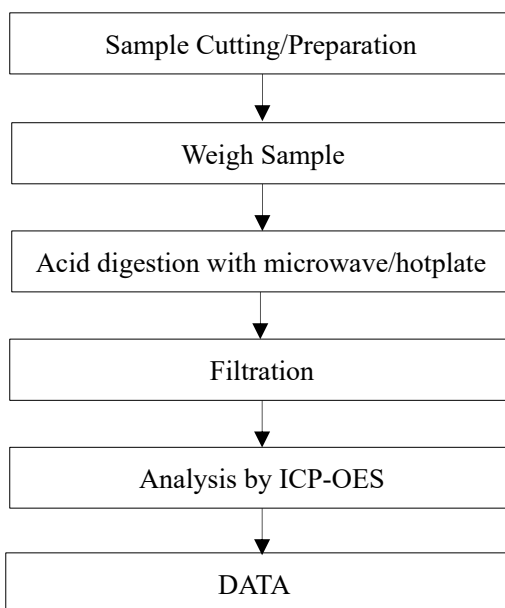 Sample Cutting/Preparation
Weigh Sample
Acid digestion with microwave/hotplate
Filtration
Analysis by ICP-OES
DATA